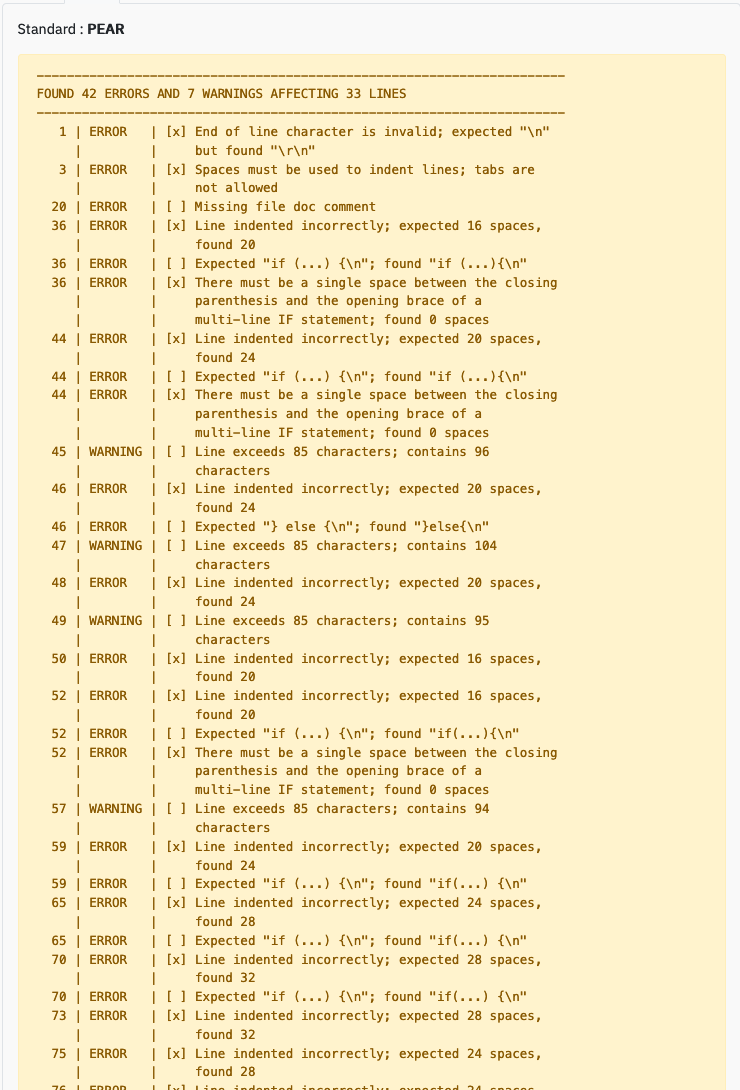 Standard : PEAR
----------------------------------------------------------------------
FOUND 42 ERRORS AND 7 WARNINGS AFFECTING 33 LINES
----------------------------------------------------------------------
1 | ERROR | [x] End of line character is invalid; expected "\n"
| | but found "\r\n"
3 | ERROR | [x] Spaces must be used to indent lines; tabs are
| | not allowed
20 | ERROR | [ ] Missing file doc comment
36 | ERROR | [x] Line indented incorrectly; expected 16 spaces,
| | found 20
36 | ERROR | [ ] Expected "if (...) {\n"; found "if (...){\n"
36 | ERROR | [x] There must be a single space between the closing
| | parenthesis and the opening brace of a
| | multi-line IF statement; found 0 spaces
44 | ERROR | [x] Line indented incorrectly; expected 20 spaces,
| | found 24
44 | ERROR | [ ] Expected "if (...) {\n"; found "if (...){\n"
44 | ERROR | [x] There must be a single space between the closing
| | parenthesis and the opening brace of a
| | multi-line IF statement; found 0 spaces
45 | WARNING | [ ] Line exceeds 85 characters; contains 96
| | characters
46 | ERROR | [x] Line indented incorrectly; expected 20 spaces,
| | found 24
46 | ERROR | [ ] Expected "} else {\n"; found "}else{\n"
47 | WARNING | [ ] Line exceeds 85 characters; contains 104
| | characters
48 | ERROR | [x] Line indented incorrectly; expected 20 spaces,
| | found 24
49 | WARNING | [ ] Line exceeds 85 characters; contains 95
| | characters
50 | ERROR | [x] Line indented incorrectly; expected 16 spaces,
| | found 20
52 | ERROR | [x] Line indented incorrectly; expected 16 spaces,
| | found 20
52 | ERROR | [ ] Expected "if (...) {\n"; found "if(...){\n"
52 | ERROR | [x] There must be a single space between the closing
| | parenthesis and the opening brace of a
| | multi-line IF statement; found 0 spaces
57 | WARNING | [ ] Line exceeds 85 characters; contains 94
| | characters
59 | ERROR | [x] Line indented incorrectly; expected 20 spaces,
| | found 24
59 | ERROR | [ ] Expected "if (...) {\n"; found "if(...) {\n"
65 | ERROR | [x] Line indented incorrectly; expected 24 spaces,
| | found 28
65 | ERROR | [ ] Expected "if (...) {\n"; found "if(...) {\n"
70 | ERROR | [x] Line indented incorrectly; expected 28 spaces,
| | found 32
70 | ERROR | [ ] Expected "if (...) {\n"; found "if(...) {\n"
73 | ERROR | [x] Line indented incorrectly; expected 28 spaces,
| | found 32
75 | ERROR | [x] Line indented incorrectly; expected 24 spaces,
| | found 28
76 | ERROR | [x] Line indented incorrectly; expected 24 spaces,